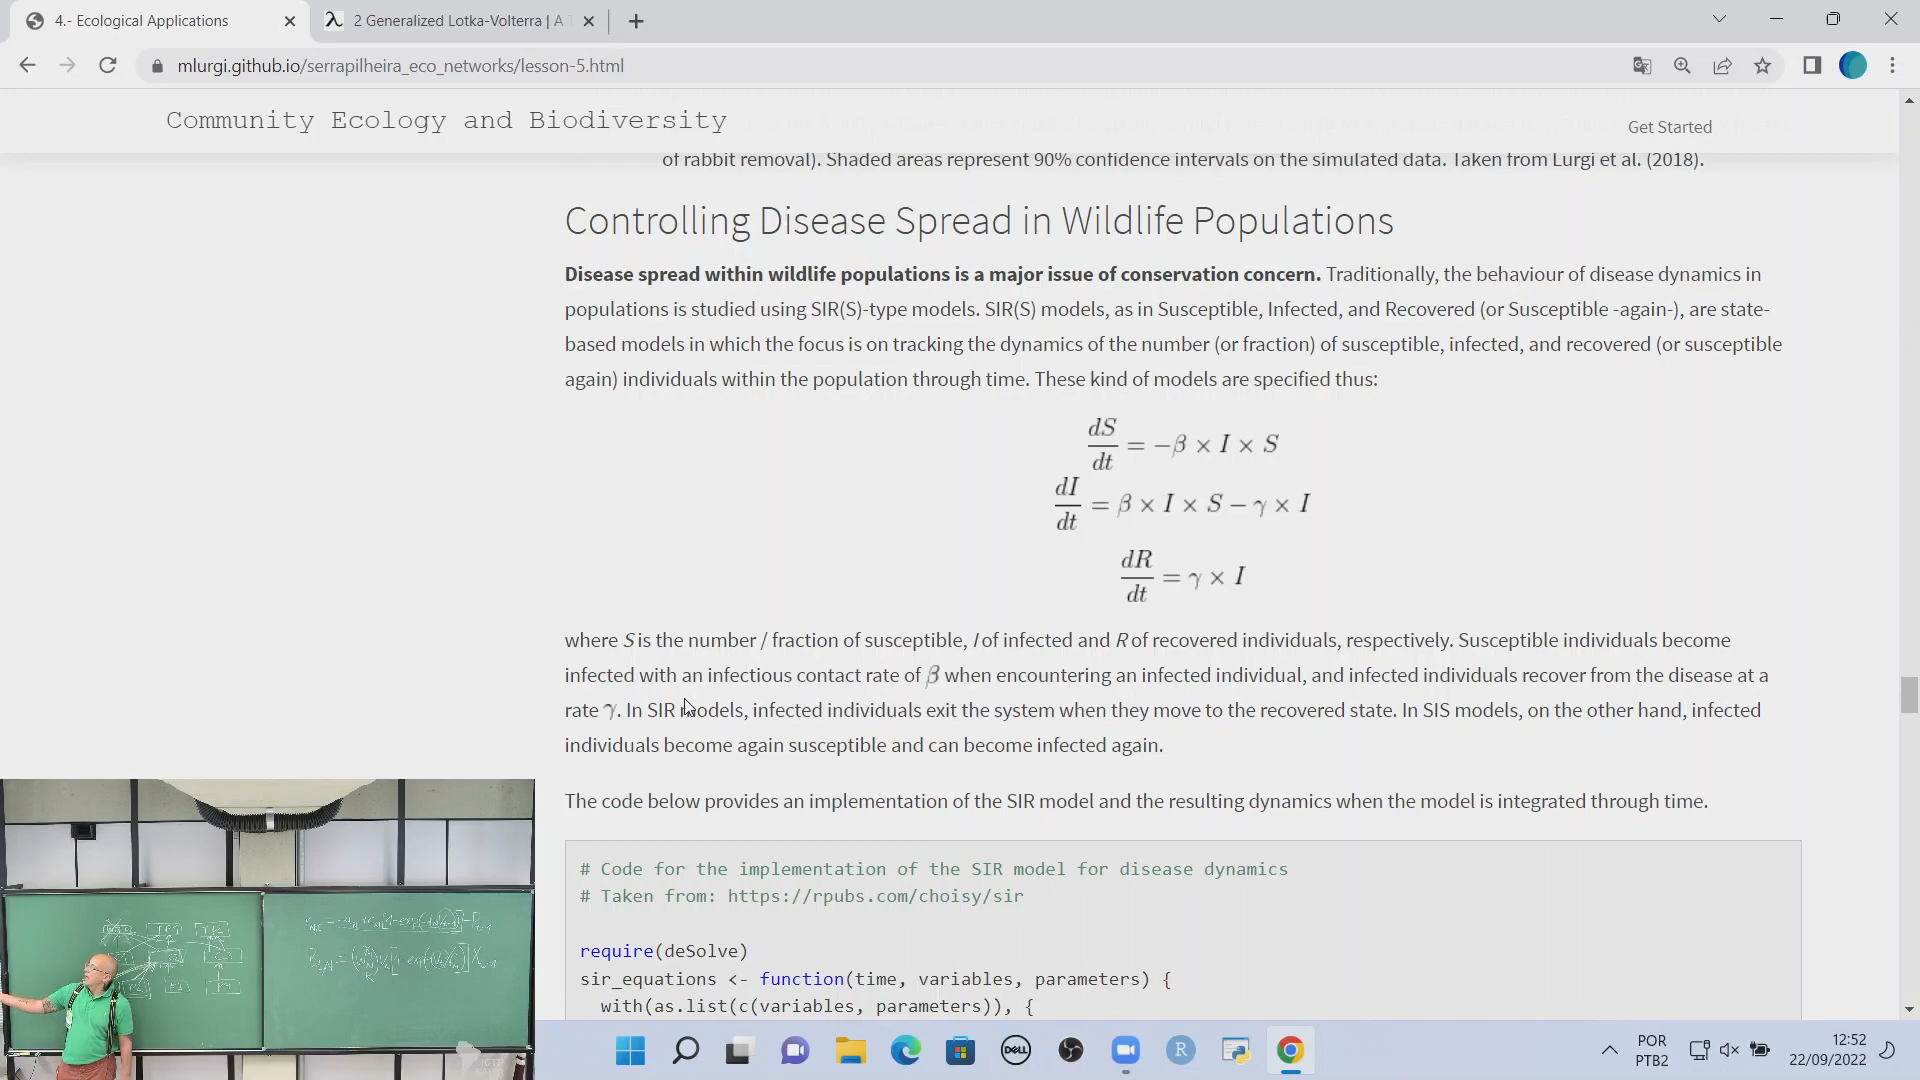 4.- Ecological Applications
2 Generalized Lotka-Volterra | A T
mlurgi.github.io/serrapilheira_eco_networks/lesson-5.html
Community Ecology and Biodiversity
Get Started
of rabbit removal). Shaded areas represent 90% confidence intervals on the simulated data. Taken from Lurgi et al. (2018).
Controlling Disease Spread in Wildlife Populations
Disease spread within wildlife populations is a major issue of conservation concern. Traditionally, the behaviour of disease dynamics in
populations is studied using SIR(S)-type models. SIR(S) models, as in Susceptible, Infected, and Recovered (or Susceptible -again-), are state-
based models in which the focus is on tracking the dynamics of the number (or fraction) of susceptible, infected, and recovered (or susceptible
again) individuals within the population through time. These kind of models are specified thus:
dS/dt = −β × I × S
dI/dt = β × I × S − γ × I
dR/dt = γ × I
where S is the number / fraction of susceptible, I of infected and R of recovered individuals, respectively. Susceptible individuals become
infected with an infectious contact rate of β when encountering an infected individual, and infected individuals recover from the disease at a
rate γ. In SIR models, infected individuals exit the system when they move to the recovered state. In SIS models, on the other hand, infected
individuals become again susceptible and can become infected again.
The code below provides an implementation of the SIR model and the resulting dynamics when the model is integrated through time.
# Code for the implementation of the SIR model for disease dynamics
# Taken from: https://rpubs.com/choisy/sir
require(deSolve)
sir_equations <- function(time, variables, parameters) {
with(as.list(c(variables, parameters)), {
DELL
R
POR
PTB2
12:52
22/09/2022